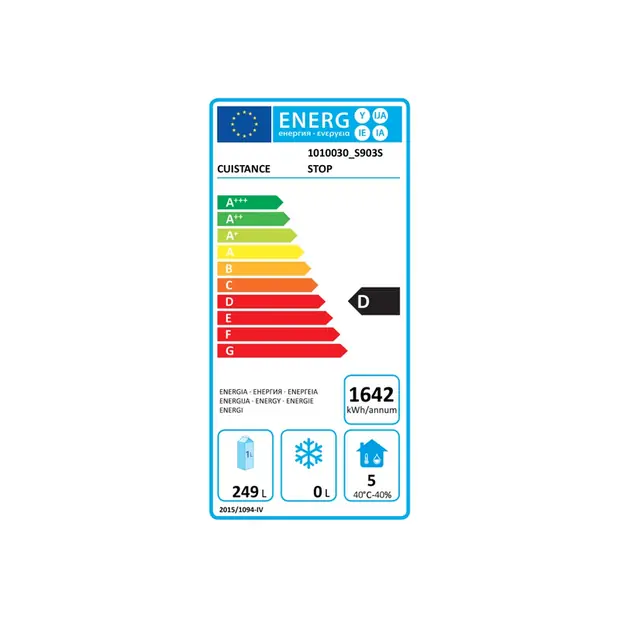 ENERG Y IJA IE IA
енергия · ενεργεια
1010030_S903S
CUISTANCE STOP
A+++
A++
A+
A
B
C
D D
E
F
G
ENERGIA · ЕНЕРГИЯ · ΕΝΕΡΓΕΙΑ
ENERGIJA · ENERGY · ENERGIE
ENERGI
1642
kWh/annum
1L
249 L
0 L
5
40°C-40%
2015/1094-IV